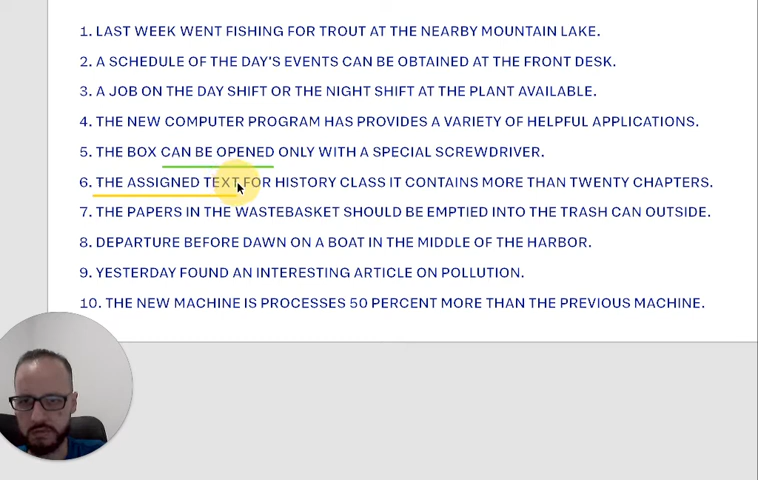 1. LAST WEEK WENT FISHING FOR TROUT AT THE NEARBY MOUNTAIN LAKE.
2. A SCHEDULE OF THE DAY'S EVENTS CAN BE OBTAINED AT THE FRONT DESK.
3. A JOB ON THE DAY SHIFT OR THE NIGHT SHIFT AT THE PLANT AVAILABLE.
4. THE NEW COMPUTER PROGRAM HAS PROVIDES A VARIETY OF HELPFUL APPLICATIONS.
5. THE BOX CAN BE OPENED ONLY WITH A SPECIAL SCREWDRIVER.
6. THE ASSIGNED TEXT FOR HISTORY CLASS IT CONTAINS MORE THAN TWENTY CHAPTERS.
7. THE PAPERS IN THE WASTEBASKET SHOULD BE EMPTIED INTO THE TRASH CAN OUTSIDE.
8. DEPARTURE BEFORE DAWN ON A BOAT IN THE MIDDLE OF THE HARBOR.
9. YESTERDAY FOUND AN INTERESTING ARTICLE ON POLLUTION.
10. THE NEW MACHINE IS PROCESSES 50 PERCENT MORE THAN THE PREVIOUS MACHINE.